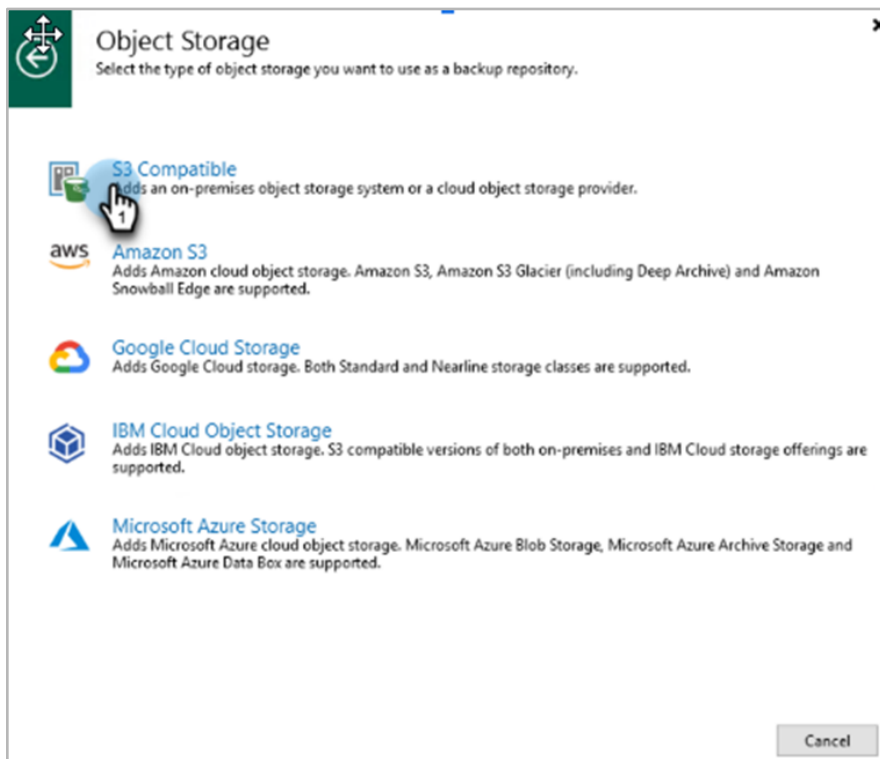 Object Storage
Select the type of object storage you want to use as a backup repository.
S3 Compatible
Adds an on-premises object storage system or a cloud object storage provider.
1
aws
Amazon S3
Adds Amazon cloud object storage. Amazon S3, Amazon S3 Glacier (including Deep Archive) and Amazon
Snowball Edge are supported.
Google Cloud Storage
Adds Google Cloud storage. Both Standard and Nearline storage classes are supported.
IBM Cloud Object Storage
Adds IBM Cloud object storage. S3 compatible versions of both on-premises and IBM Cloud storage offerings are
supported.
Microsoft Azure Storage
Adds Microsoft Azure cloud object storage. Microsoft Azure Blob Storage, Microsoft Azure Archive Storage and
Microsoft Azure Data Box are supported.
Cancel